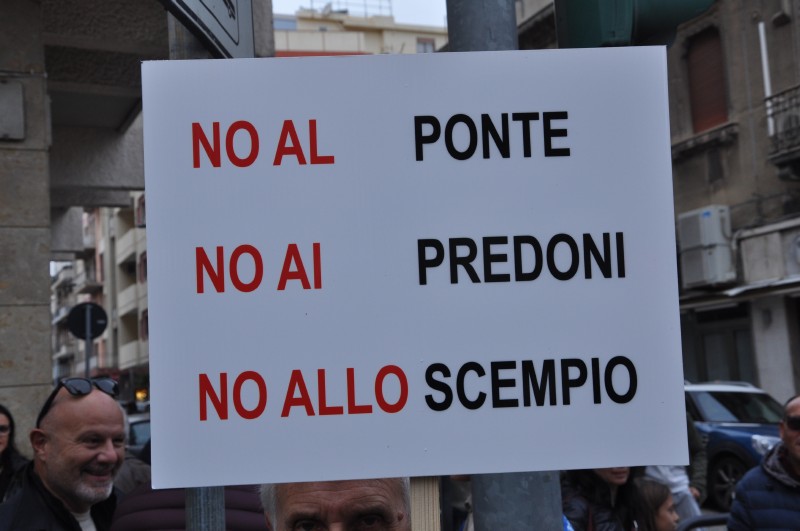 NO AL PONTE
NO AI PREDONI
NO ALLO SCEMPIO